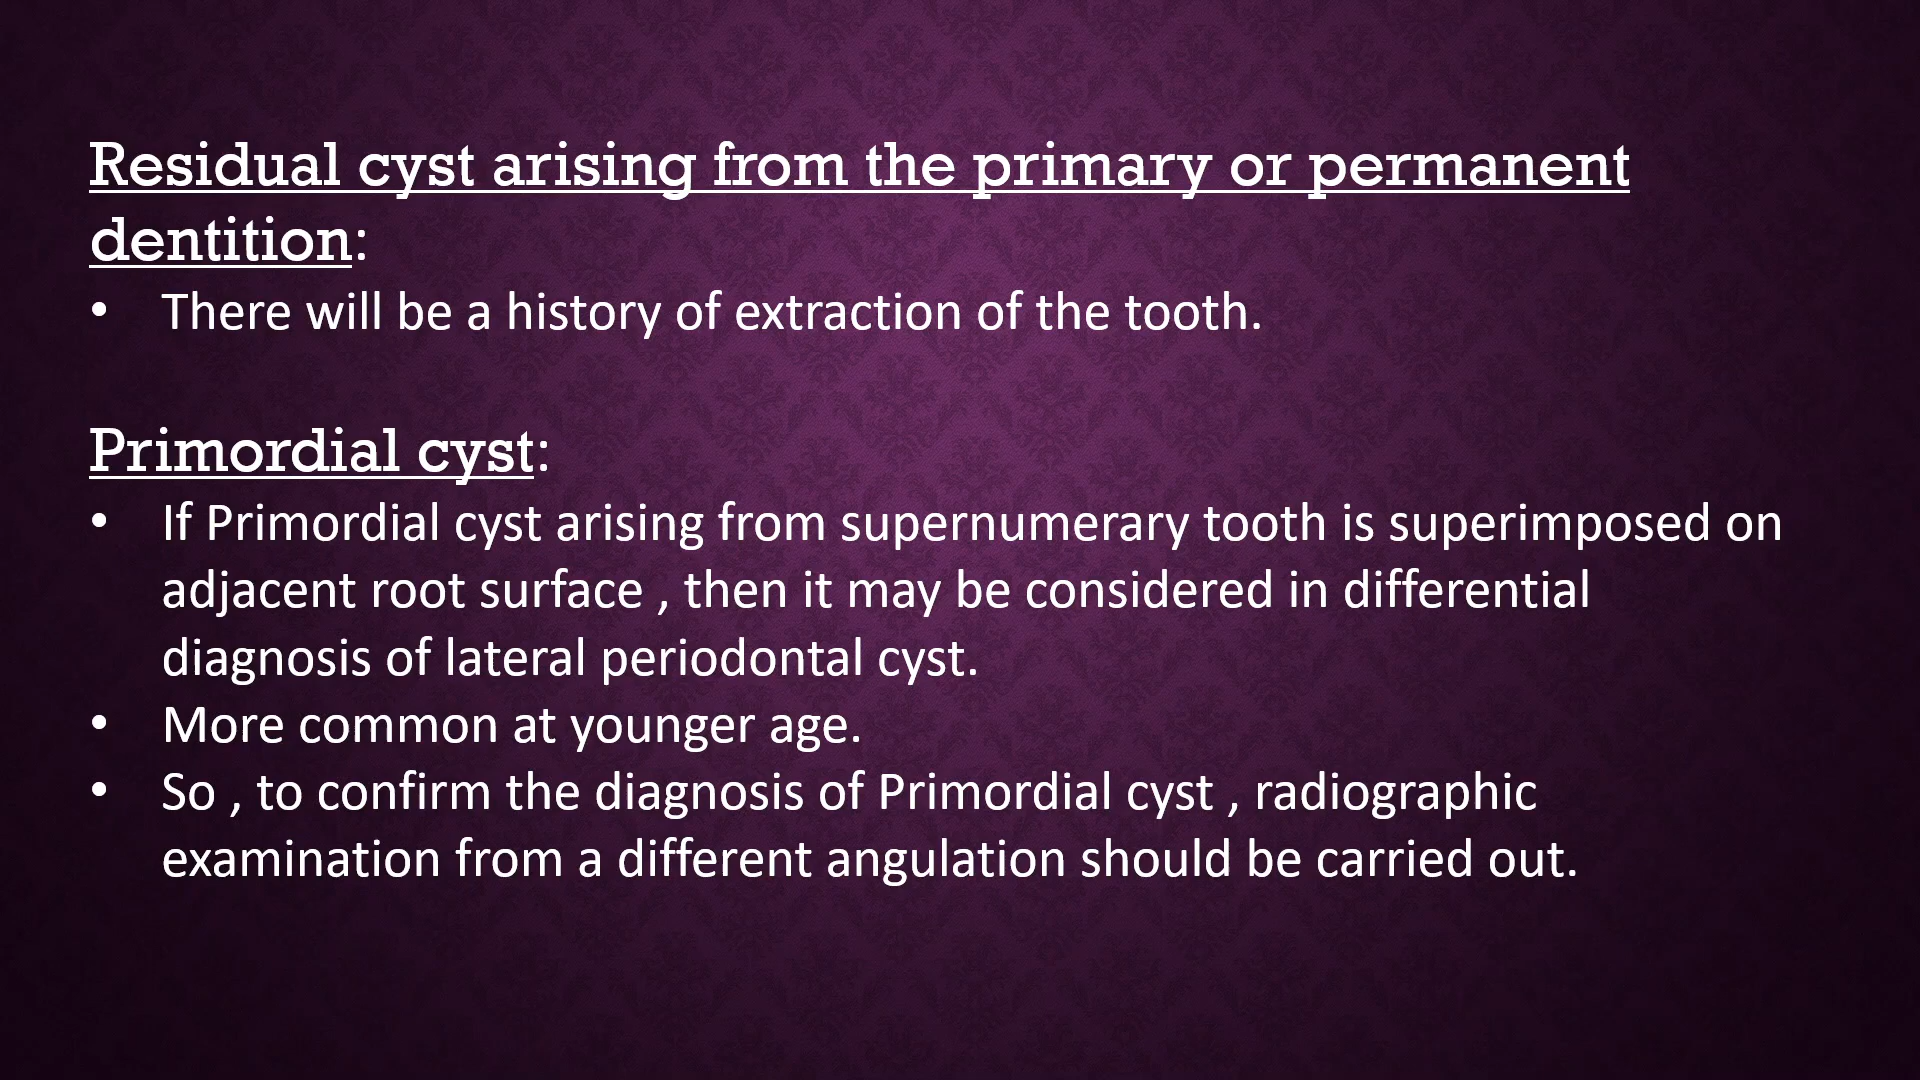 Residual cyst arising from the primary or permanent
dentition:
• There will be a history of extraction of the tooth.
Primordial cyst:
• If Primordial cyst arising from supernumerary tooth is superimposed on
adjacent root surface , then it may be considered in differential
diagnosis of lateral periodontal cyst.
• More common at younger age.
• So , to confirm the diagnosis of Primordial cyst , radiographic
examination from a different angulation should be carried out.